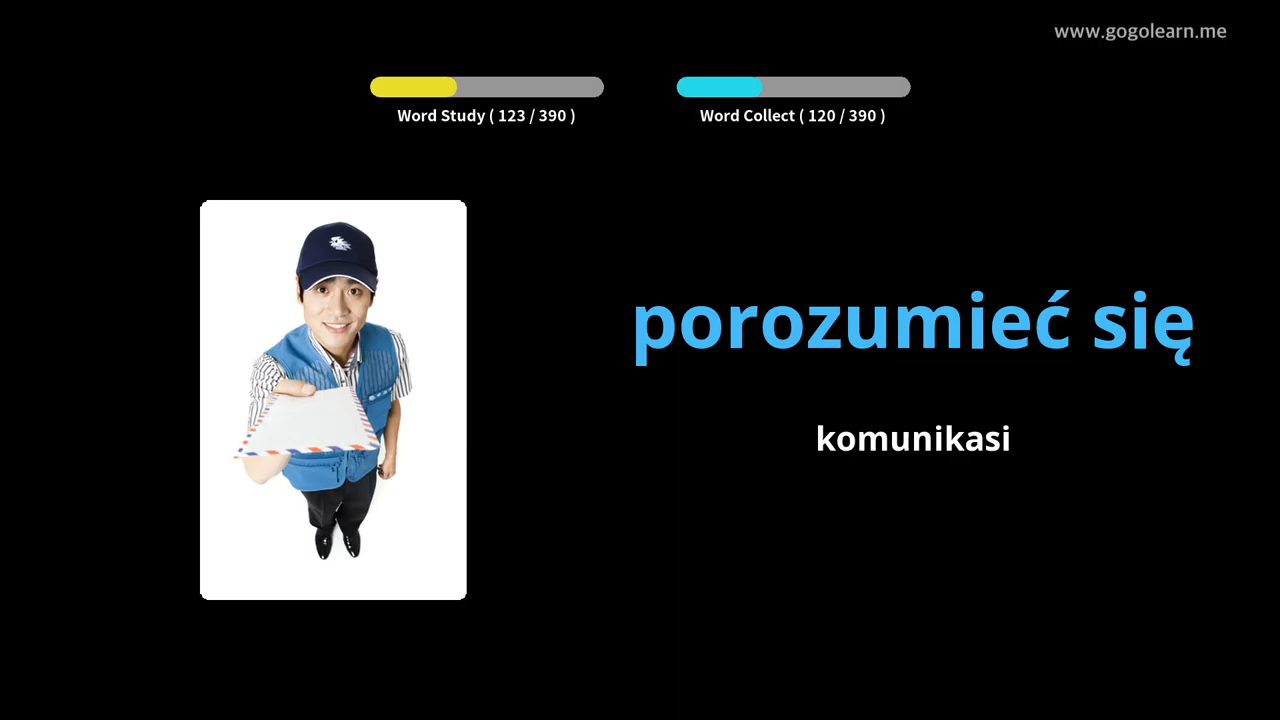 www.gogolearn.me
Word Study ( 123 / 390 )
Word Collect ( 120 / 390 )
porozumieć się
komunikasi